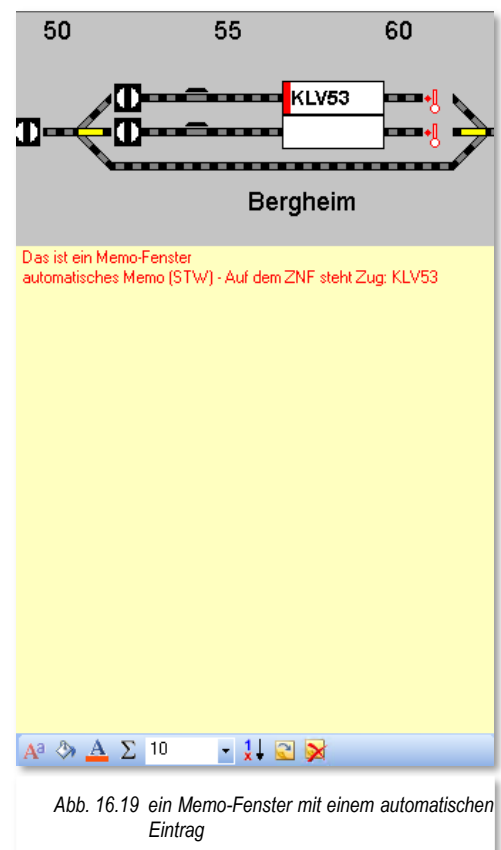 50 55 60
KLV53
Bergheim
Das ist ein Memo-Fenster
automatisches Memo (STW) - Auf dem ZNF steht Zug: KLV53
Aa A Σ 10
Abb. 16.19 ein Memo-Fenster mit einem automatischen
Eintrag